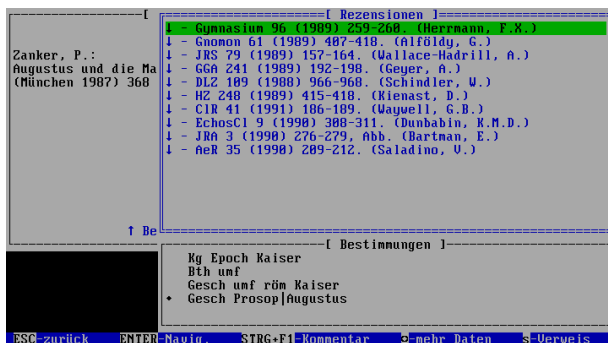 [ Rezensionen ]
↓ - Gymnasium 96 (1989) 259-260. (Herrmann, F.X.)
↓ - Gnomon 61 (1989) 407-418. (Alföldy, G.)
↓ - JRS 79 (1989) 157-164. (Wallace-Hadrill, A.)
↓ - GGA 241 (1989) 192-198. (Geyer, A.)
↓ - DLZ 109 (1988) 966-968. (Schindler, W.)
↓ - HZ 248 (1989) 415-418. (Kienast, D.)
↓ - ClR 41 (1991) 186-189. (Waywell, G.B.)
↓ - EchosCl 9 (1990) 308-311. (Dunbabin, K.M.D.)
↓ - JRA 3 (1990) 276-279, Abb. (Bartman, E.)
↓ - AeR 35 (1990) 209-212. (Saladino, V.)
[
Zanker, P.:
Augustus und die Ma
(München 1987) 368
↑ Be
[ Bestimmungen ]
Kg Epoch Kaiser
Bth umf
Gesch umf röm Kaiser
◆ Gesch Prosop|Augustus
ESC-zurück ENTER-Navig. STRG+F1-Kommentar o-mehr Daten s-Verweis